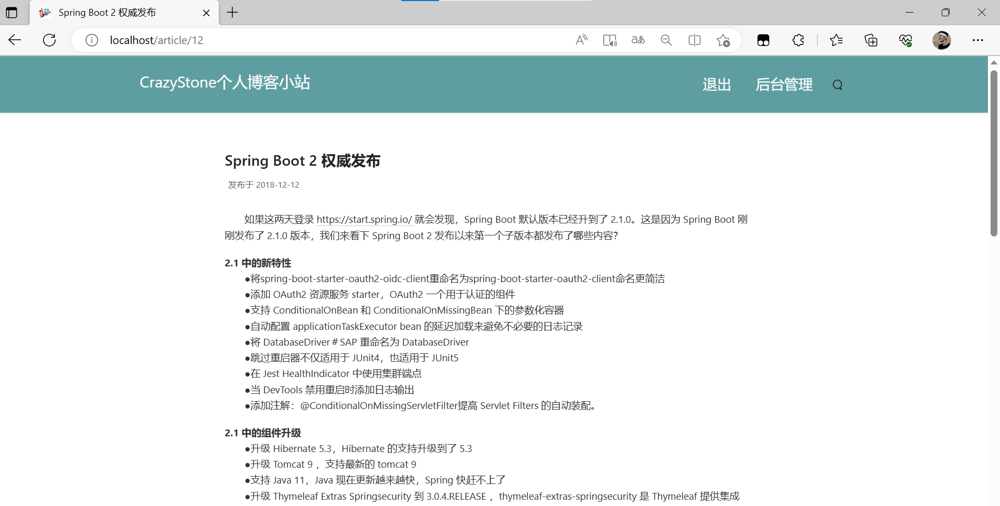 Spring Boot 2 权威发布
localhost/article/12
CrazyStone个人博客小站
退出 后台管理
Spring Boot 2 权威发布
发布于 2018-12-12
如果这两天登录 https://start.spring.io/ 就会发现，Spring Boot 默认版本已经升到了 2.1.0。这是因为 Spring Boot 刚
刚发布了 2.1.0 版本，我们来看下 Spring Boot 2 发布以来第一个子版本都发布了哪些内容？
2.1 中的新特性
●将spring-boot-starter-oauth2-oidc-client重命名为spring-boot-starter-oauth2-client命名更简洁
●添加 OAuth2 资源服务 starter，OAuth2 一个用于认证的组件
●支持 ConditionalOnBean 和 ConditionalOnMissingBean 下的参数化容器
●自动配置 applicationTaskExecutor bean 的延迟加载来避免不必要的日志记录
●将 DatabaseDriver＃SAP 重命名为 DatabaseDriver
●跳过重启器不仅适用于 JUnit4，也适用于 JUnit5
●在 Jest HealthIndicator 中使用集群端点
●当 DevTools 禁用重启时添加日志输出
●添加注解：@ConditionalOnMissingServletFilter提高 Servlet Filters 的自动装配。
2.1 中的组件升级
●升级 Hibernate 5.3，Hibernate 的支持升级到了 5.3
●升级 Tomcat 9 ，支持最新的 tomcat 9
●支持 Java 11，Java 现在更新越来越快，Spring 快赶不上了
●升级 Thymeleaf Extras Springsecurity 到 3.0.4.RELEASE ，thymeleaf-extras-springsecurity 是 Thymeleaf 提供集成